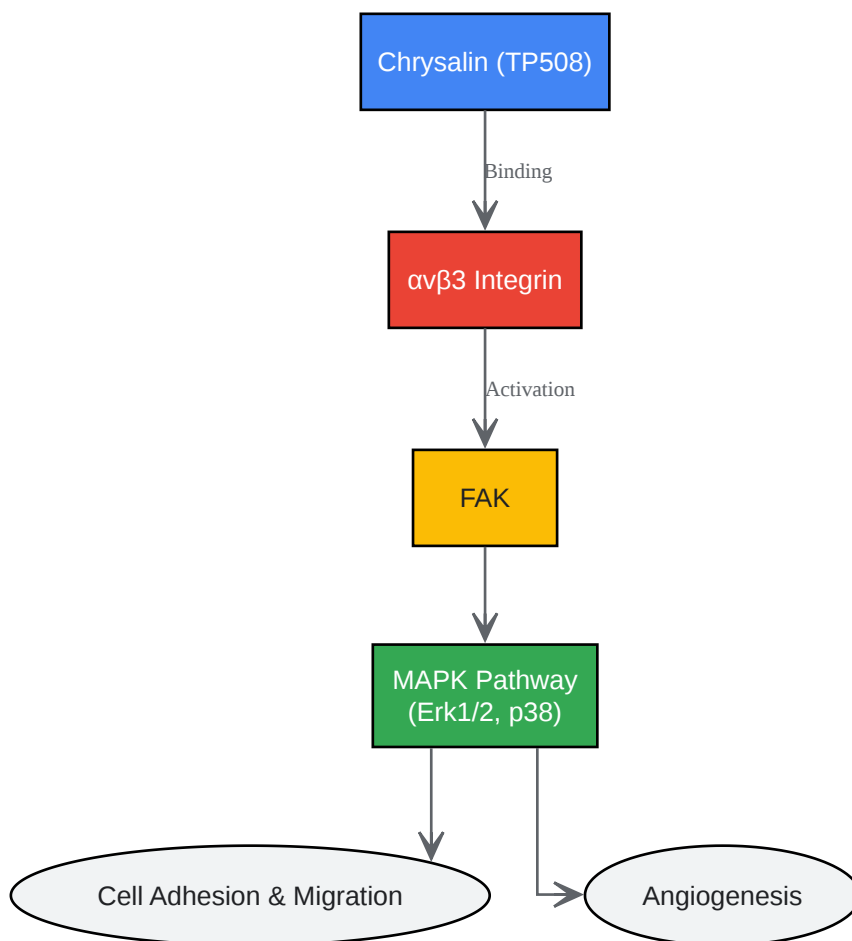 Chrysalin (TP508)
Binding
αvβ3 Integrin
Activation
FAK
MAPK Pathway
(Erk1/2, p38)
Cell Adhesion & Migration
Angiogenesis